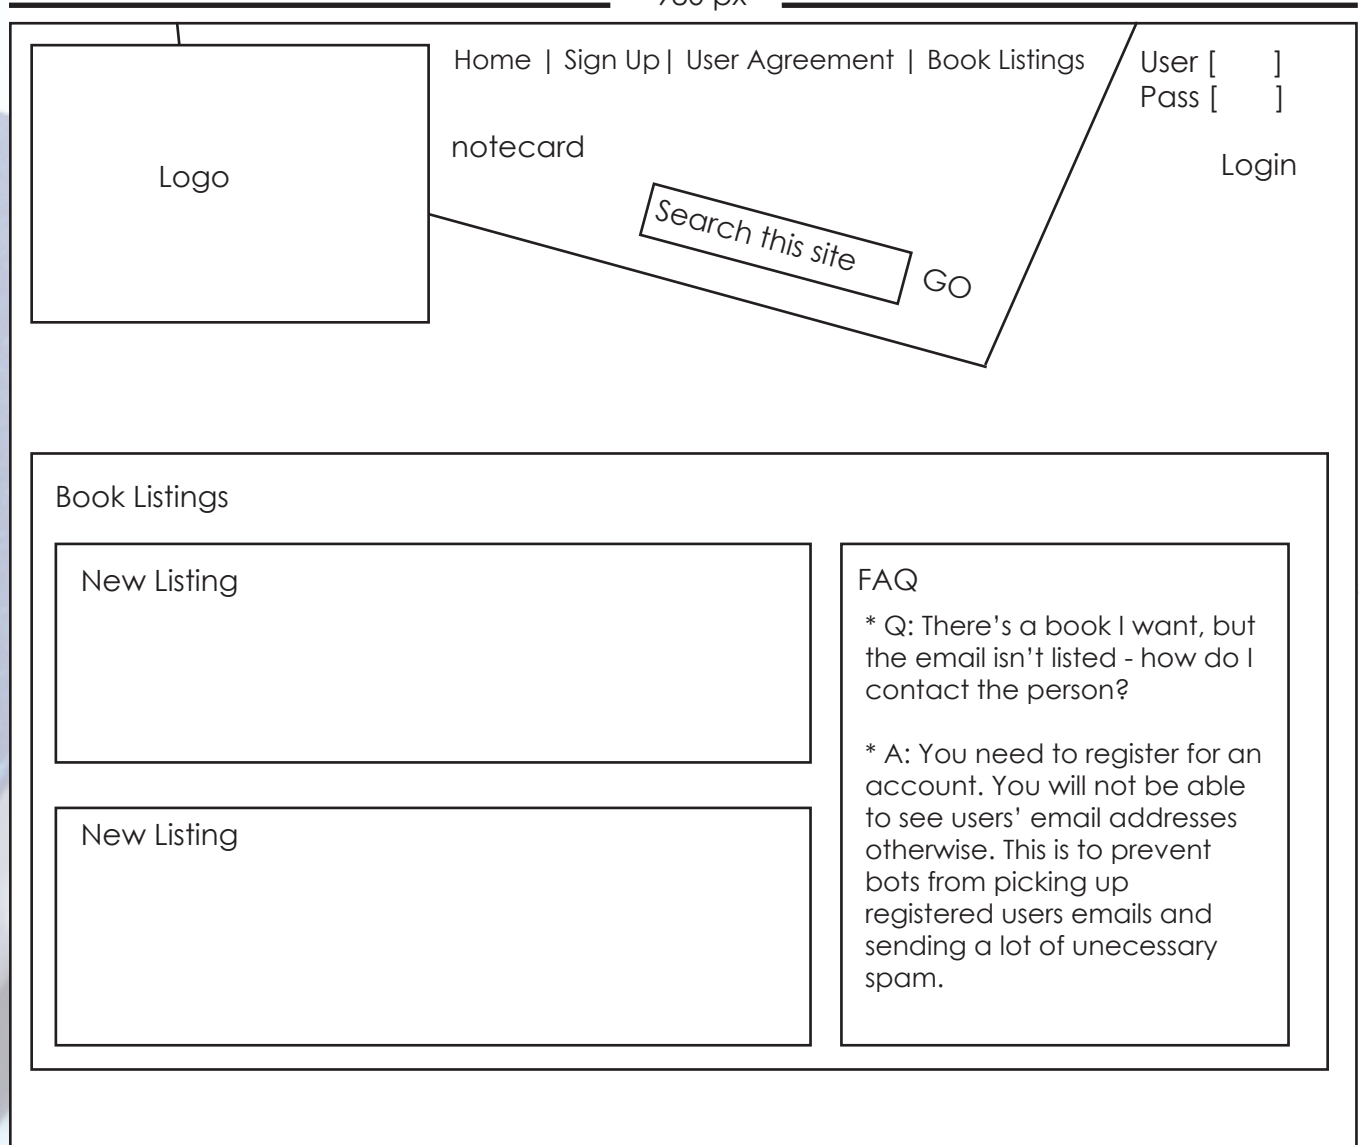 Home | Sign Up| User Agreement | Book Listings
User [ ]
Pass [ ]
Login
Logo
notecard
Search this site
GO
Book Listings
New Listing
New Listing
FAQ
* Q: There's a book I want, but
the email isn't listed - how do I
contact the person?
* A: You need to register for an
account. You will not be able
to see users' email addresses
otherwise. This is to prevent
bots from picking up
registered users emails and
sending a lot of unecessary
spam.